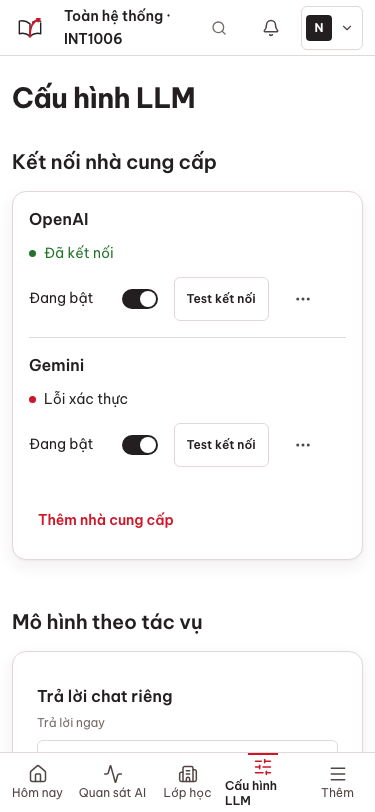 Toàn hệ thống ·
INT1006
N
Cấu hình LLM
Kết nối nhà cung cấp
OpenAI
Đã kết nối
Đang bật
Test kết nối
Gemini
Lỗi xác thực
Đang bật
Test kết nối
Thêm nhà cung cấp
Mô hình theo tác vụ
Trả lời chat riêng
Trả lời ngay
Hôm nay
Quan sát AI
Lớp học
Cấu hình
LLM
Thêm